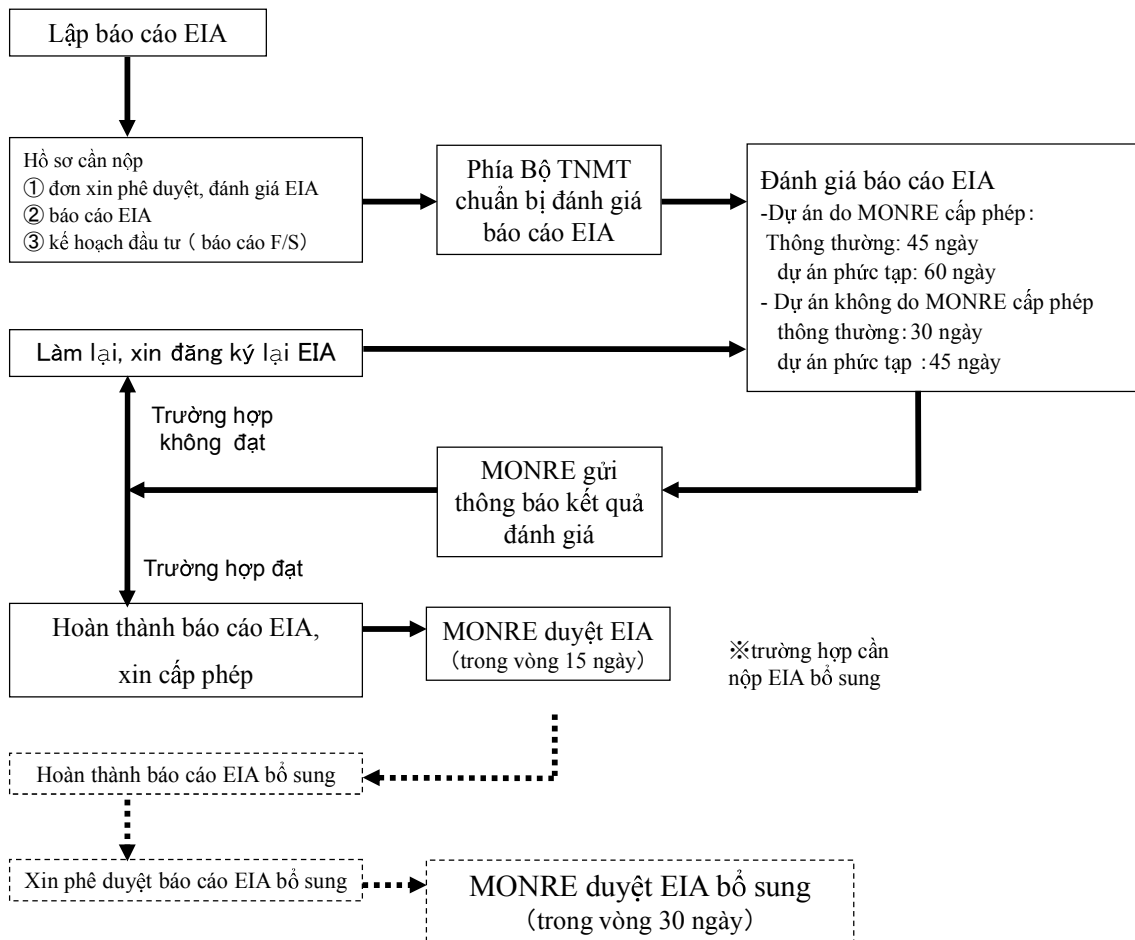 Lập báo cáo EIA
Hồ sơ cần nộp
① đơn xin phê duyệt, đánh giá EIA
② báo cáo EIA
③ kế hoạch đầu tư ( báo cáo F/S)
Phía Bộ TNMT
chuẩn bị đánh giá
báo cáo EIA
Đánh giá báo cáo EIA
-Dự án do MONRE cấp phép:
Thông thường: 45 ngày
dự án phức tạp: 60 ngày
- Dự án không do MONRE cấp phép
thông thường: 30 ngày
dự án phức tạp :45 ngày
Làm lại, xin đăng ký lại EIA
Trường hợp
không đạt
MONRE gửi
thông báo kết quả
đánh giá
Trường hợp đạt
Hoàn thành báo cáo EIA,
xin cấp phép
MONRE duyệt EIA
(trong vòng 15 ngày)
※trường hợp cần
nộp EIA bổ sung
Hoàn thành báo cáo EIA bổ sung
Xin phê duyệt báo cáo EIA bổ sung
MONRE duyệt EIA bổ sung
(trong vòng 30 ngày)